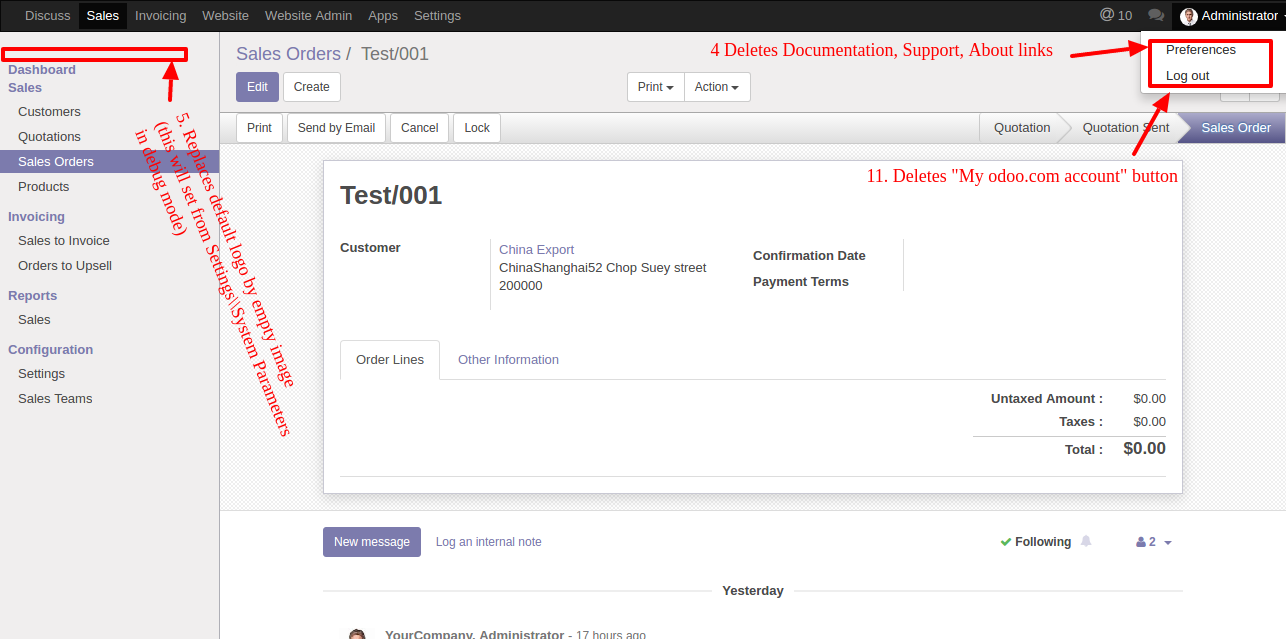 Discuss Sales Invoicing Website Website Admin Apps Settings @ 10 Administrator
Sales Orders / Test/001
4 Deletes Documentation, Support, About links
Preferences
Log out
Edit Create Print Action
Print Send by Email Cancel Lock Quotation Quotation Sent Sales Order
Dashboard
Sales
Customers
Quotations
Sales Orders
Products
Invoicing
Sales to Invoice
Orders to Upsell
Reports
Sales
Configuration
Settings
Sales Teams
5. Replaces default logo by empty image
(this will set from Settings\\System Parameters
in debug mode)
11. Deletes "My odoo.com account" button
Test/001
Customer
China Export
ChinaShanghai52 Chop Suey street
200000
Confirmation Date
Payment Terms
Order Lines Other Information
Untaxed Amount : $0.00
Taxes : $0.00
Total : $0.00
New message Log an internal note Following 2
Yesterday
YourCompany, Administrator - 17 hours ago